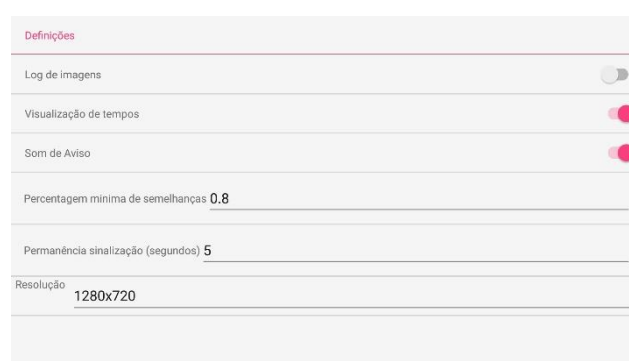 Definições
Log de imagens
Visualização de tempos
Som de Aviso
Percentagem minima de semelhanças 0.8
Permanência sinalização (segundos) 5
Resolução
1280x720